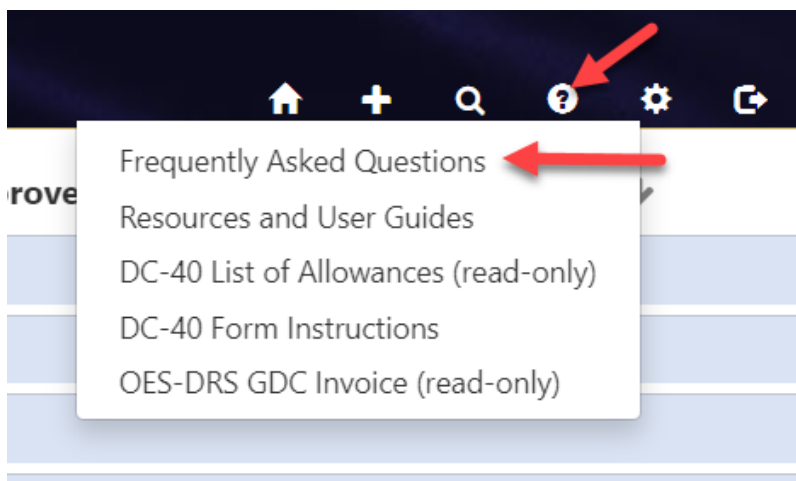 Frequently Asked Questions
rove
Resources and User Guides
DC-40 List of Allowances (read-only)
DC-40 Form Instructions
OES-DRS GDC Invoice (read-only)